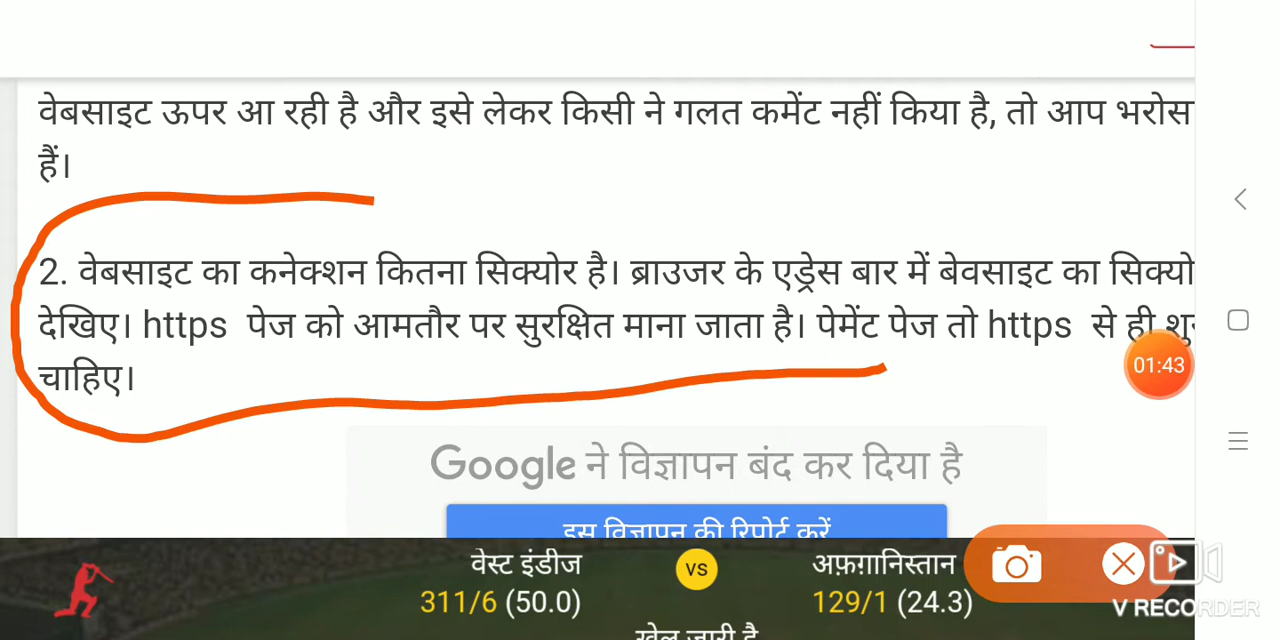 वेबसाइट ऊपर आ रही है और इसे लेकर किसी ने गलत कमेंट नहीं किया है, तो आप भरोस
हैं।
2. वेबसाइट का कनेक्शन कितना सिक्योर है। ब्राउजर के एड्रेस बार में बेवसाइट का सिक्यो
देखिए। https पेज को आमतौर पर सुरक्षित माना जाता है। पेमेंट पेज तो https से ही शु
चाहिए।
01:43
Google ने विज्ञापन बंद कर दिया है
इस विज्ञापन की रिपोर्ट करें
वेस्ट इंडीज vs अफ़ग़ानिस्तान
311/6 (50.0) 129/1 (24.3)
खेल जारी है
V RECORDER